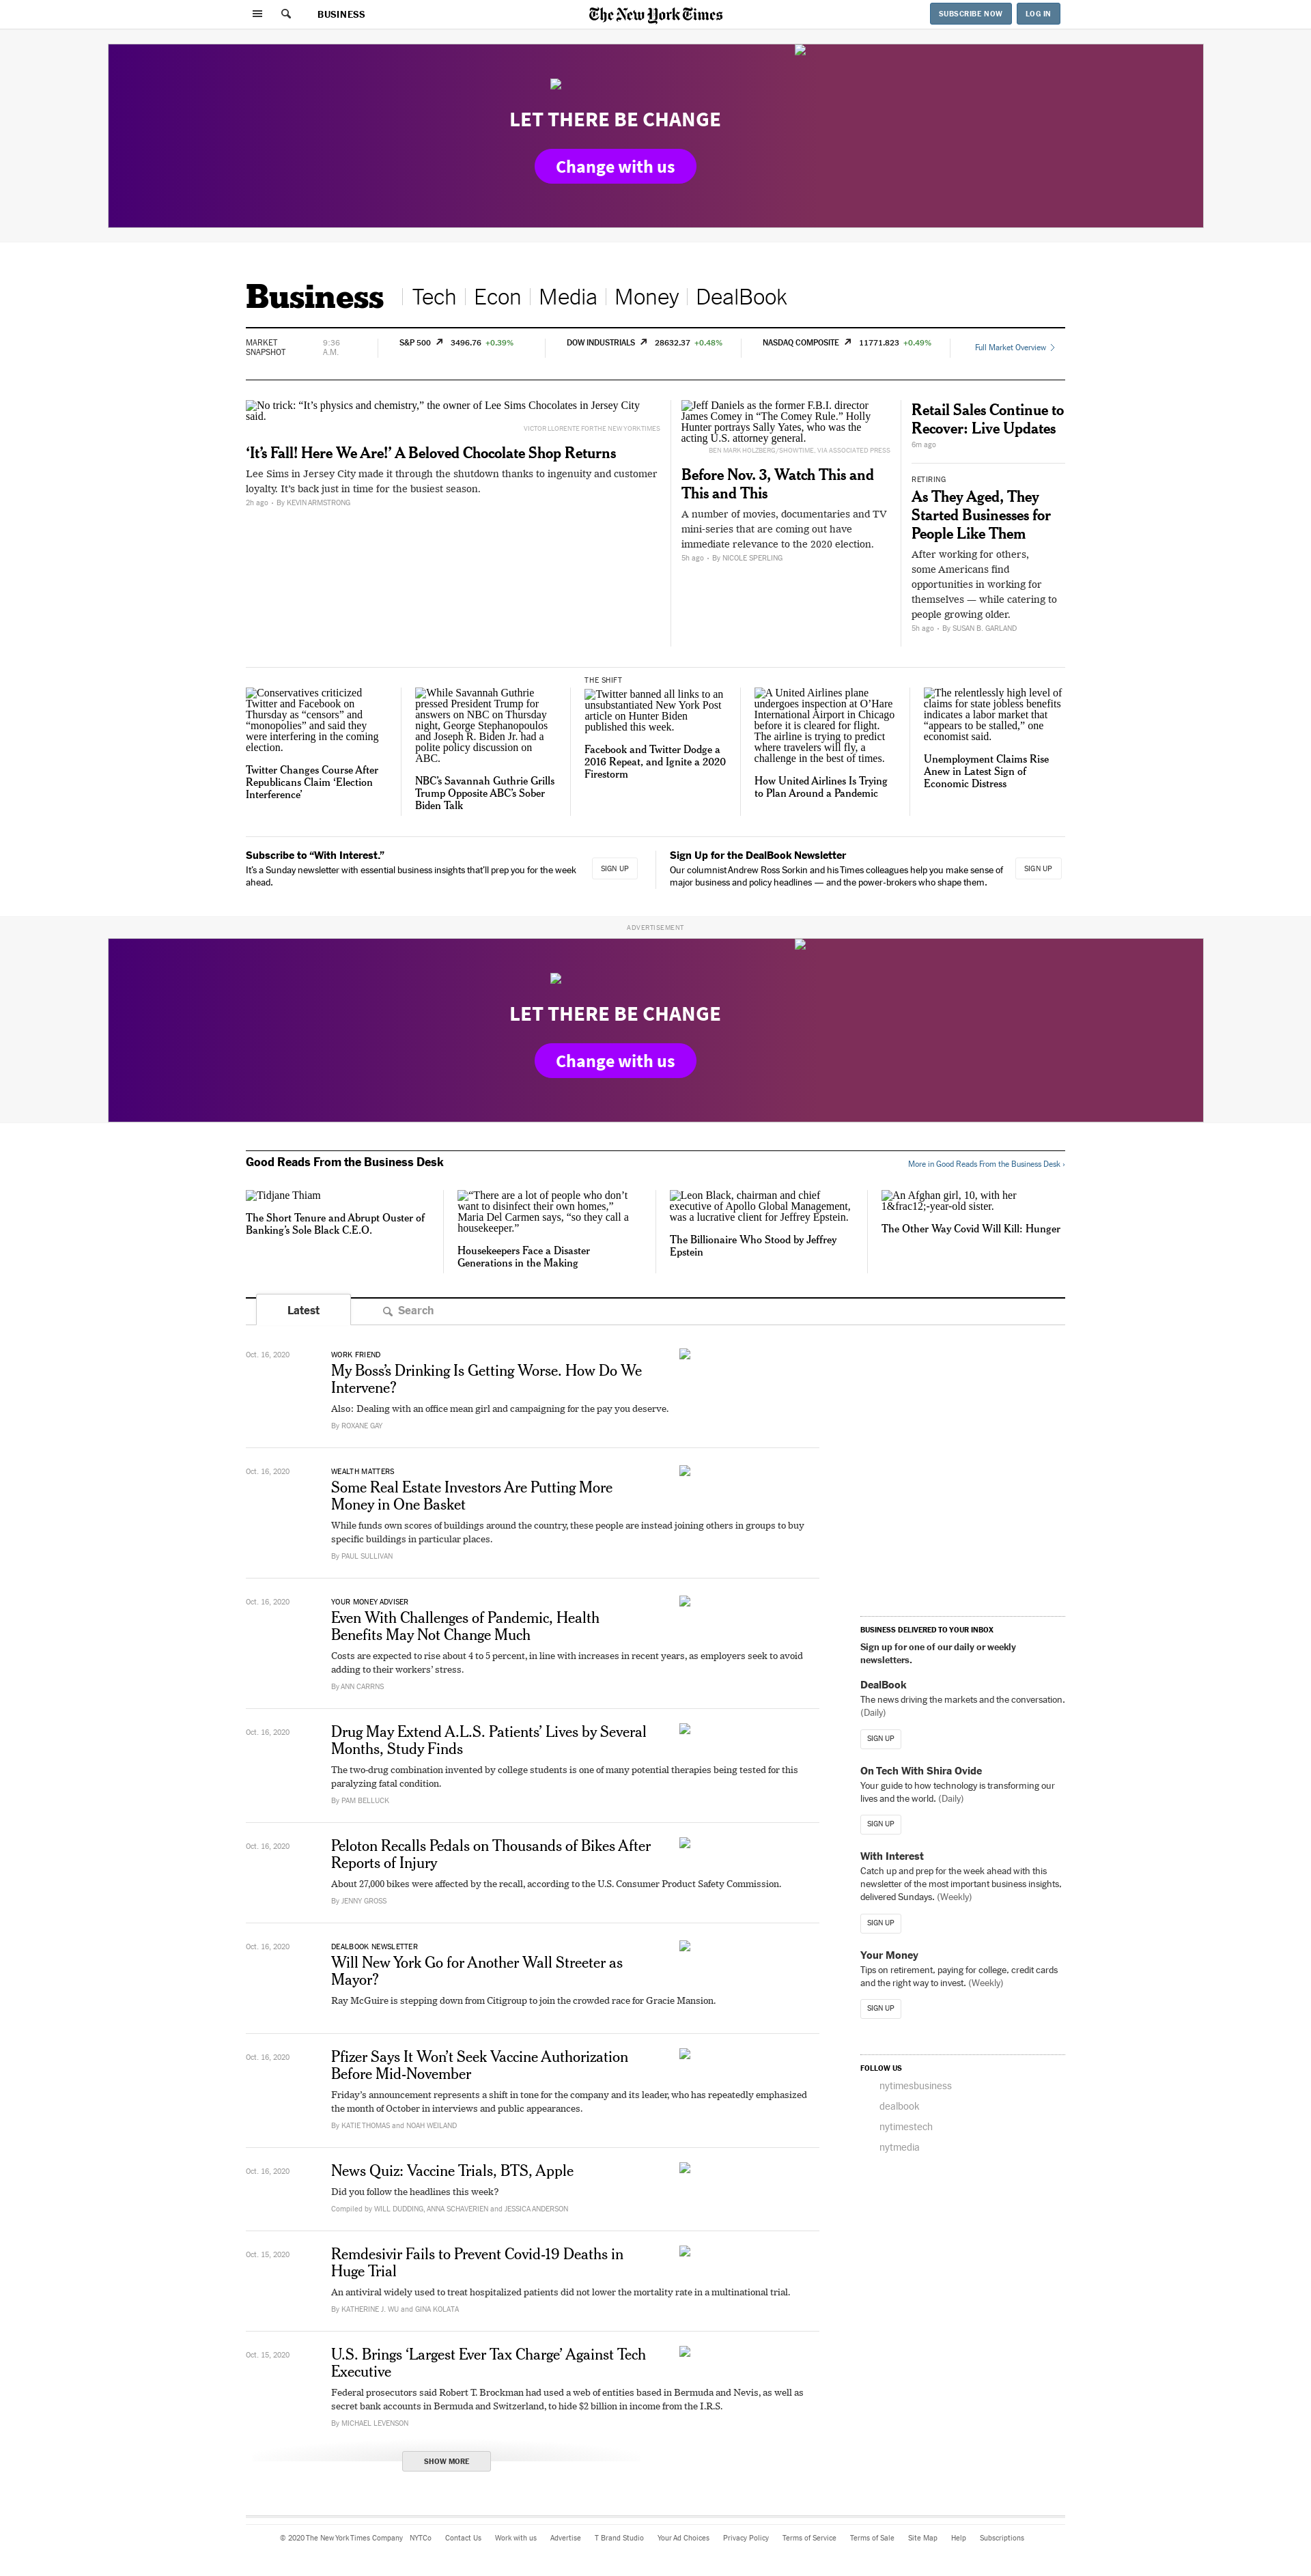 BUSINESS
The New York Times
SUBSCRIBE NOW
LOG IN
LET THERE BE CHANGE
Change with us
Business
Tech
Econ
Media
Money
DealBook
MARKET
SNAPSHOT
9:36
A.M.
S&P 500 3496.76 +0.39%
DOW INDUSTRIALS 28632.37 +0.48%
NASDAQ COMPOSITE 11771.823 +0.49%
Full Market Overview
No trick: “It’s physics and chemistry,” the owner of Lee Sims Chocolates in Jersey City
said.
VICTOR LLORENTE FOR THE NEW YORK TIMES
‘It’s Fall! Here We Are!’ A Beloved Chocolate Shop Returns
Lee Sims in Jersey City made it through the shutdown thanks to resourcefulness and customer
loyalty. It’s back just in time for the busiest season.
2h ago • By KEVIN ARMSTRONG
Jeff Daniels as the former F.B.I. director
James Comey in “The Comey Rule.” Holly
Hunter portrays Sally Yates, who was the
acting U.S. attorney general.
BEN MARK HOLZBERG/SHOWTIME, VIA ASSOCIATED PRESS
Before Nov. 3, Watch This and
This and This
A number of movies, documentaries and TV
mini-series that are coming out have
immediate relevance to the 2020 election.
5h ago • By NICOLE SPERLING
Retail Sales Continue to
Recover: Live Updates
6m ago
RETIRING
As They Aged, They
Started Businesses for
People Like Them
After working for others,
some Americans find
opportunities in working for
themselves — while catering to
people growing older.
5h ago • By SUSAN B. GARLAND
Conservatives criticized
Twitter and Facebook on
Thursday as “censors” and
“monopolies” and said they
were interfering in the coming
election.
Twitter Changes Course After
Republicans Claim ‘Election
Interference’
While Savannah Guthrie
pressed President Trump for
answers on NBC on Thursday
night, George Stephanopoulos
and Joseph R. Biden Jr. had a
polite policy discussion on
ABC.
NBC’s Savannah Guthrie Grills
Trump Opposite ABC’s Sober
Biden Talk
THE SHIFT
Twitter banned all links to an
unsubstantiated New York Post
article on Hunter Biden
published this week.
Facebook and Twitter Dodge a
2016 Repeat, and Ignite a 2020
Firestorm
A United Airlines plane
undergoes inspection at O’Hare
International Airport in Chicago
before it is cleared for flight.
The airline is trying to predict
where travelers will fly, a
challenge in the best of times.
How United Airlines Is Trying
to Plan Around a Pandemic
The relentlessly high level of
claims for state jobless benefits
indicates a labor market that
“appears to be stalled,” one
economist said.
Unemployment Claims Rise
Anew in Latest Sign of
Economic Distress
Subscribe to “With Interest.”
It’s a Sunday newsletter with essential business insights that’ll prep you for the week
ahead.
SIGN UP
Sign Up for the DealBook Newsletter
Our columnist Andrew Ross Sorkin and his Times colleagues help you make sense of
major business and policy headlines — and the power-brokers who shape them.
SIGN UP
ADVERTISEMENT
LET THERE BE CHANGE
Change with us
Good Reads From the Business Desk
More in Good Reads From the Business Desk ›
Tidjane Thiam
The Short Tenure and Abrupt Ouster of
Banking’s Sole Black C.E.O.
“There are a lot of people who don’t
want to disinfect their own homes,”
Maria Del Carmen says, “so they call a
housekeeper.”
Housekeepers Face a Disaster
Generations in the Making
Leon Black, chairman and chief
executive of Apollo Global Management,
was a lucrative client for Jeffrey Epstein.
The Billionaire Who Stood by Jeffrey
Epstein
An Afghan girl, 10, with her
1&frac12;-year-old sister.
The Other Way Covid Will Kill: Hunger
Latest
Search
Oct. 16, 2020
WORK FRIEND
My Boss’s Drinking Is Getting Worse. How Do We
Intervene?
Also: Dealing with an office mean girl and campaigning for the pay you deserve.
By ROXANE GAY
Oct. 16, 2020
WEALTH MATTERS
Some Real Estate Investors Are Putting More
Money in One Basket
While funds own scores of buildings around the country, these people are instead joining others in groups to buy
specific buildings in particular places.
By PAUL SULLIVAN
Oct. 16, 2020
YOUR MONEY ADVISER
Even With Challenges of Pandemic, Health
Benefits May Not Change Much
Costs are expected to rise about 4 to 5 percent, in line with increases in recent years, as employers seek to avoid
adding to their workers’ stress.
By ANN CARRNS
Oct. 16, 2020
Drug May Extend A.L.S. Patients’ Lives by Several
Months, Study Finds
The two-drug combination invented by college students is one of many potential therapies being tested for this
paralyzing fatal condition.
By PAM BELLUCK
Oct. 16, 2020
Peloton Recalls Pedals on Thousands of Bikes After
Reports of Injury
About 27,000 bikes were affected by the recall, according to the U.S. Consumer Product Safety Commission.
By JENNY GROSS
Oct. 16, 2020
DEALBOOK NEWSLETTER
Will New York Go for Another Wall Streeter as
Mayor?
Ray McGuire is stepping down from Citigroup to join the crowded race for Gracie Mansion.
Oct. 16, 2020
Pfizer Says It Won’t Seek Vaccine Authorization
Before Mid-November
Friday’s announcement represents a shift in tone for the company and its leader, who has repeatedly emphasized
the month of October in interviews and public appearances.
By KATIE THOMAS and NOAH WEILAND
Oct. 16, 2020
News Quiz: Vaccine Trials, BTS, Apple
Did you follow the headlines this week?
Compiled by WILL DUDDING, ANNA SCHAVERIEN and JESSICA ANDERSON
Oct. 15, 2020
Remdesivir Fails to Prevent Covid-19 Deaths in
Huge Trial
An antiviral widely used to treat hospitalized patients did not lower the mortality rate in a multinational trial.
By KATHERINE J. WU and GINA KOLATA
Oct. 15, 2020
U.S. Brings ‘Largest Ever Tax Charge’ Against Tech
Executive
Federal prosecutors said Robert T. Brockman had used a web of entities based in Bermuda and Nevis, as well as
secret bank accounts in Bermuda and Switzerland, to hide $2 billion in income from the I.R.S.
By MICHAEL LEVENSON
SHOW MORE
BUSINESS DELIVERED TO YOUR INBOX
Sign up for one of our daily or weekly
newsletters.
DealBook
The news driving the markets and the conversation.
(Daily)
SIGN UP
On Tech With Shira Ovide
Your guide to how technology is transforming our
lives and the world. (Daily)
SIGN UP
With Interest
Catch up and prep for the week ahead with this
newsletter of the most important business insights,
delivered Sundays. (Weekly)
SIGN UP
Your Money
Tips on retirement, paying for college, credit cards
and the right way to invest. (Weekly)
SIGN UP
FOLLOW US
nytimesbusiness
dealbook
nytimestech
nytmedia
© 2020 The New York Times Company NYTCo Contact Us Work with us Advertise T Brand Studio Your Ad Choices Privacy Policy Terms of Service Terms of Sale Site Map Help Subscriptions